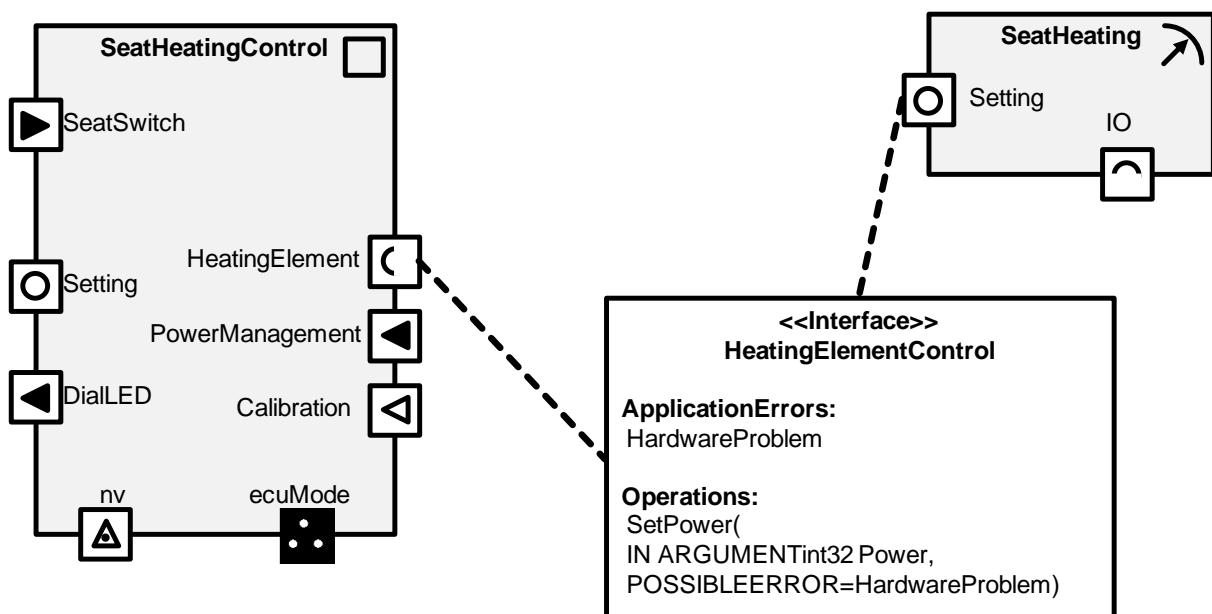 SeatHeatingControl
SeatSwitch
HeatingElement
Setting
PowerManagement
DialLED
Calibration
nv
ecuMode
SeatHeating
Setting
IO
<<Interface>>
HeatingElementControl
ApplicationErrors:
HardwareProblem
Operations:
SetPower(
IN ARGUMENTint32 Power,
POSSIBLEERROR=HardwareProblem)